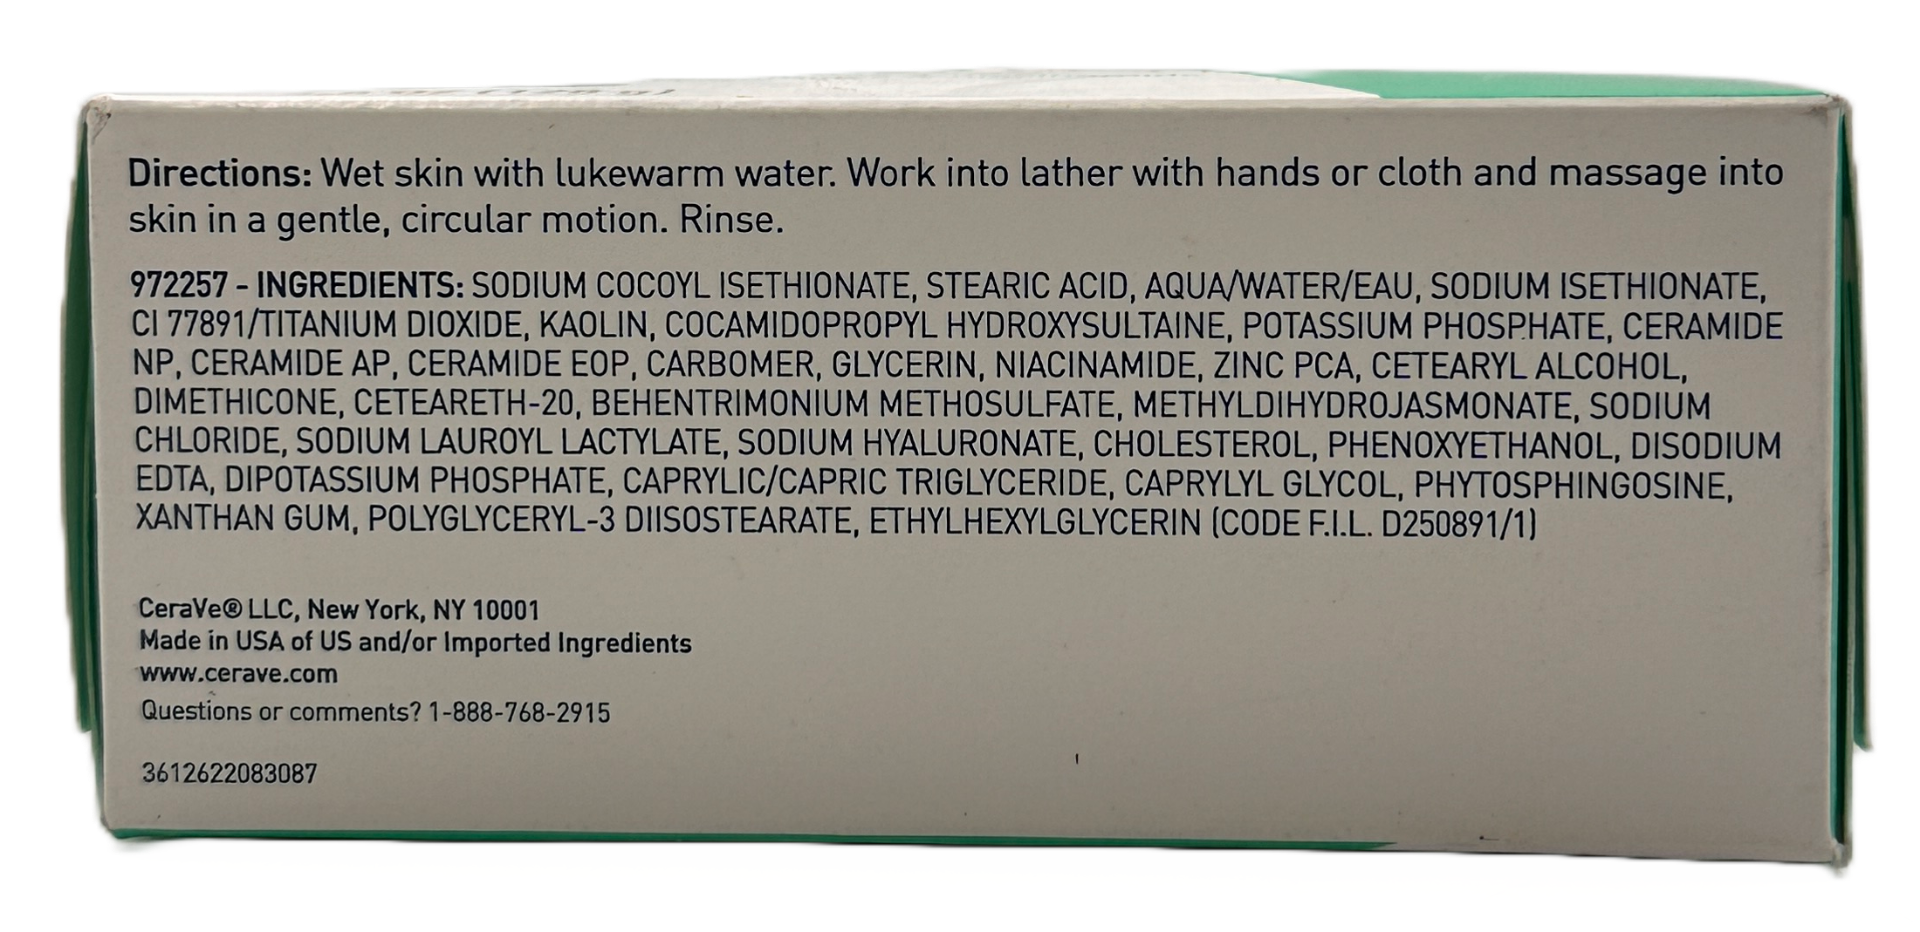 Directions: Wet skin with lukewarm water. Work into lather with hands or cloth and massage into
skin in a gentle, circular motion. Rinse.
972257 - INGREDIENTS: SODIUM COCOYL ISETHIONATE, STEARIC ACID, AQUA/WATER/EAU, SODIUM ISETHIONATE,
CI 77891/TITANIUM DIOXIDE, KAOLIN, COCAMIDOPROPYL HYDROXYSULTAINE, POTASSIUM PHOSPHATE, CERAMIDE
NP, CERAMIDE AP, CERAMIDE EOP, CARBOMER, GLYCERIN, NIACINAMIDE, ZINC PCA, CETEARYL ALCOHOL,
DIMETHICONE, CETEARETH-20, BEHENTRIMONIUM METHOSULFATE, METHYLDIHYDROJASMONATE, SODIUM
CHLORIDE, SODIUM LAUROYL LACTYLATE, SODIUM HYALURONATE, CHOLESTEROL, PHENOXYETHANOL, DISODIUM
EDTA, DIPOTASSIUM PHOSPHATE, CAPRYLIC/CAPRIC TRIGLYCERIDE, CAPRYLYL GLYCOL, PHYTOSPHINGOSINE,
XANTHAN GUM, POLYGLYCERYL-3 DIISOSTEARATE, ETHYLHEXYLGLYCERIN (CODE F.I.L. D250891/1)
CeraVe® LLC, New York, NY 10001
Made in USA of US and/or Imported Ingredients
www.cerave.com
Questions or comments? 1-888-768-2915
3612622083087